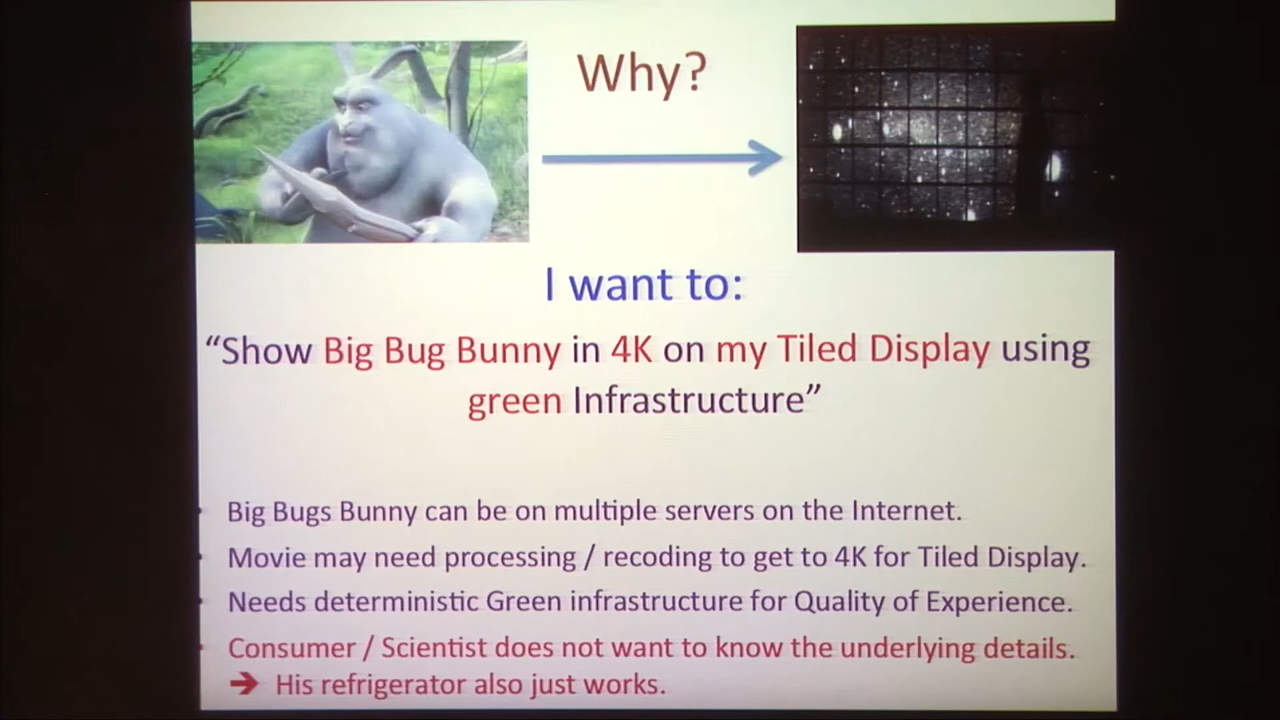 Why?
I want to:
“Show Big Bug Bunny in 4K on my Tiled Display using
green Infrastructure”
Big Bugs Bunny can be on multiple servers on the Internet.
Movie may need processing / recoding to get to 4K for Tiled Display.
Needs deterministic Green infrastructure for Quality of Experience.
Consumer / Scientist does not want to know the underlying details.
➔ His refrigerator also just works.